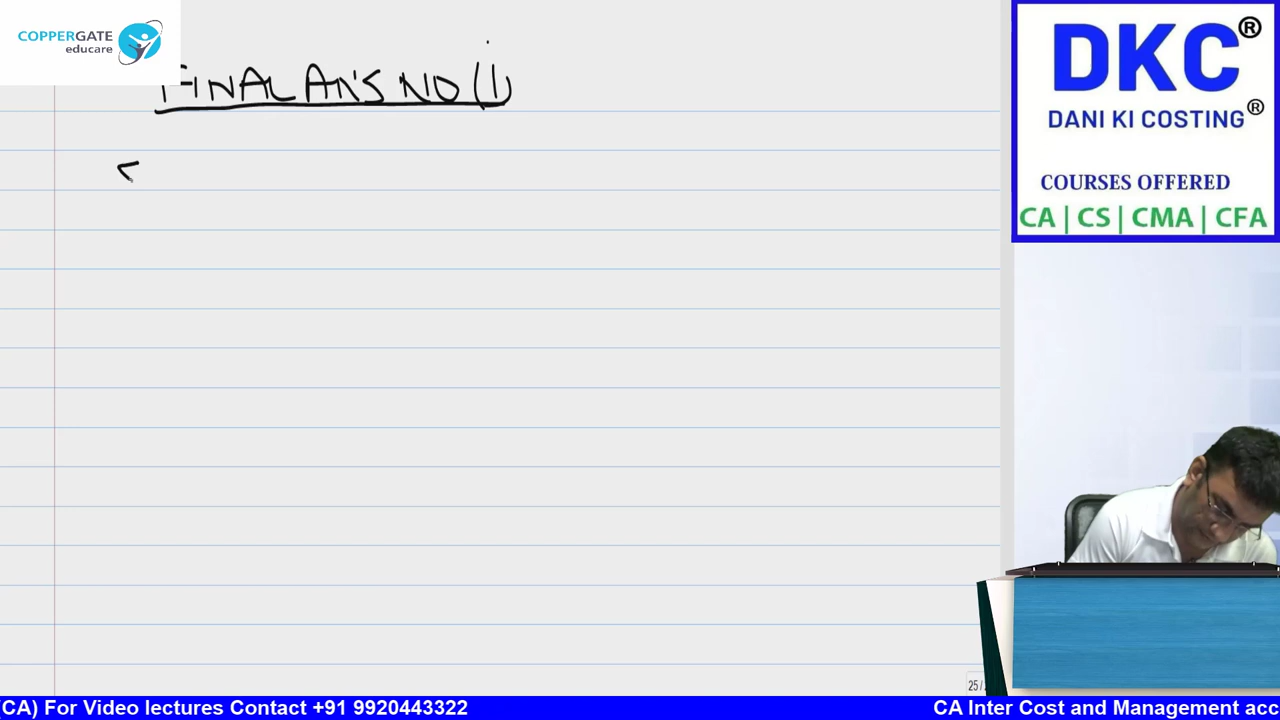 COPPERGATE
educare
FINAL ANS NO (i)
DKC®
DANI KI COSTING®
COURSES OFFERED
CA | CS | CMA | CFA
25 /
(CA) For Video lectures Contact +91 9920443322
CA Inter Cost and Management acc